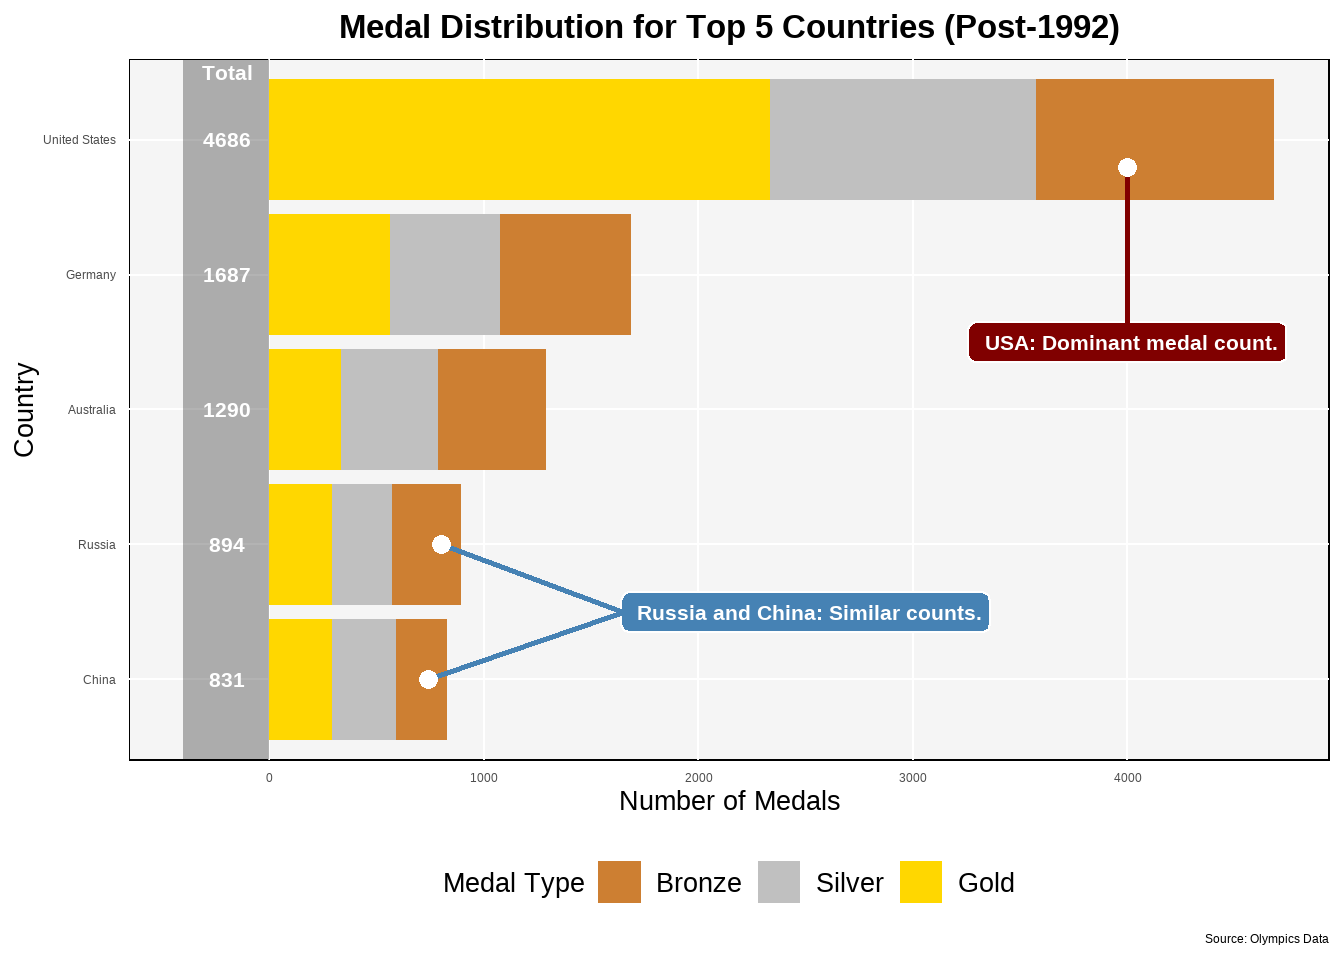 Medal Distribution for Top 5 Countries (Post-1992)
Total
United States
4686
Germany
1687
USA: Dominant medal count.
Country
Australia
1290
Russia
894
Russia and China: Similar counts.
China
831
0 1000 2000 3000 4000
Number of Medals
Medal Type Bronze Silver Gold
Source: Olympics Data